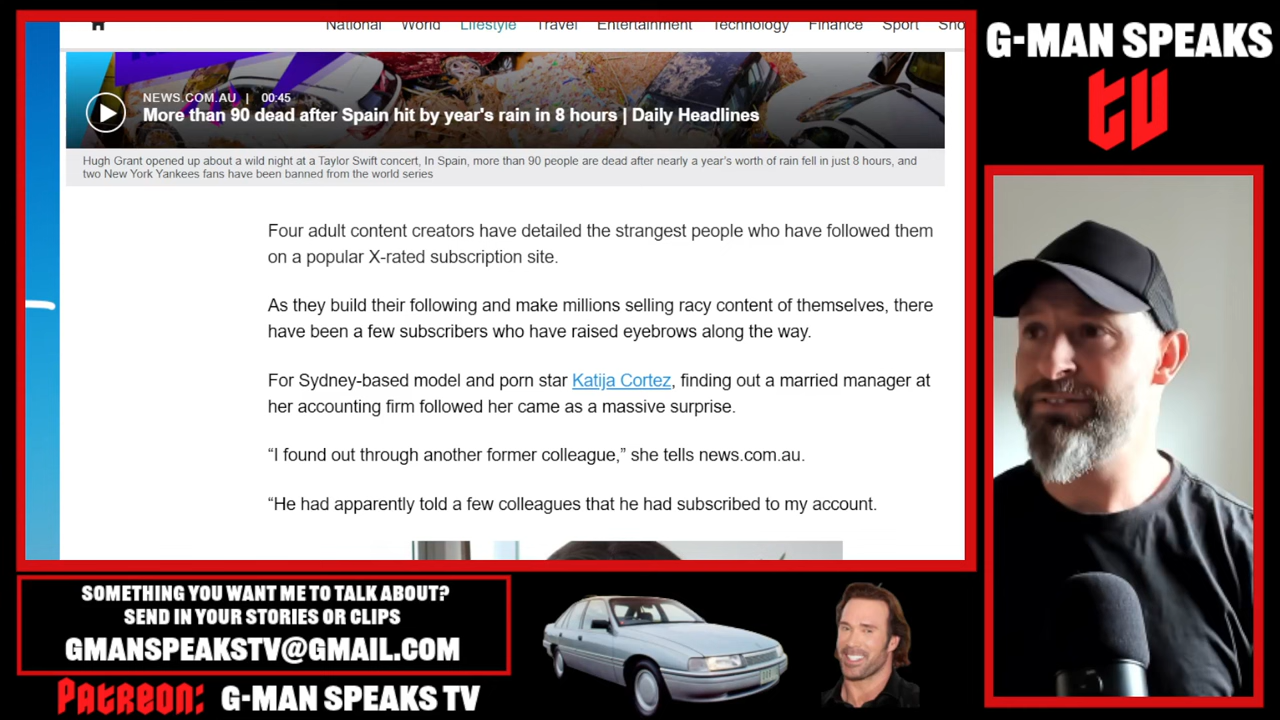 National World Lifestyle Travel Entertainment Technology Finance Sport Sho
G-MAN SPEAKS
TV
NEWS.COM.AU | 00:45
More than 90 dead after Spain hit by year's rain in 8 hours | Daily Headlines
Hugh Grant opened up about a wild night at a Taylor Swift concert, In Spain, more than 90 people are dead after nearly a year's worth of rain fell in just 8 hours, and
two New York Yankees fans have been banned from the world series
Four adult content creators have detailed the strangest people who have followed them
on a popular X-rated subscription site.
As they build their following and make millions selling racy content of themselves, there
have been a few subscribers who have raised eyebrows along the way.
For Sydney-based model and porn star Katija Cortez, finding out a married manager at
her accounting firm followed her came as a massive surprise.
“I found out through another former colleague,” she tells news.com.au.
“He had apparently told a few colleagues that he had subscribed to my account.
SOMETHING YOU WANT ME TO TALK ABOUT?
SEND IN YOUR STORIES OR CLIPS
GMANSPEAKSTV@GMAIL.COM
PATREON: G-MAN SPEAKS TV